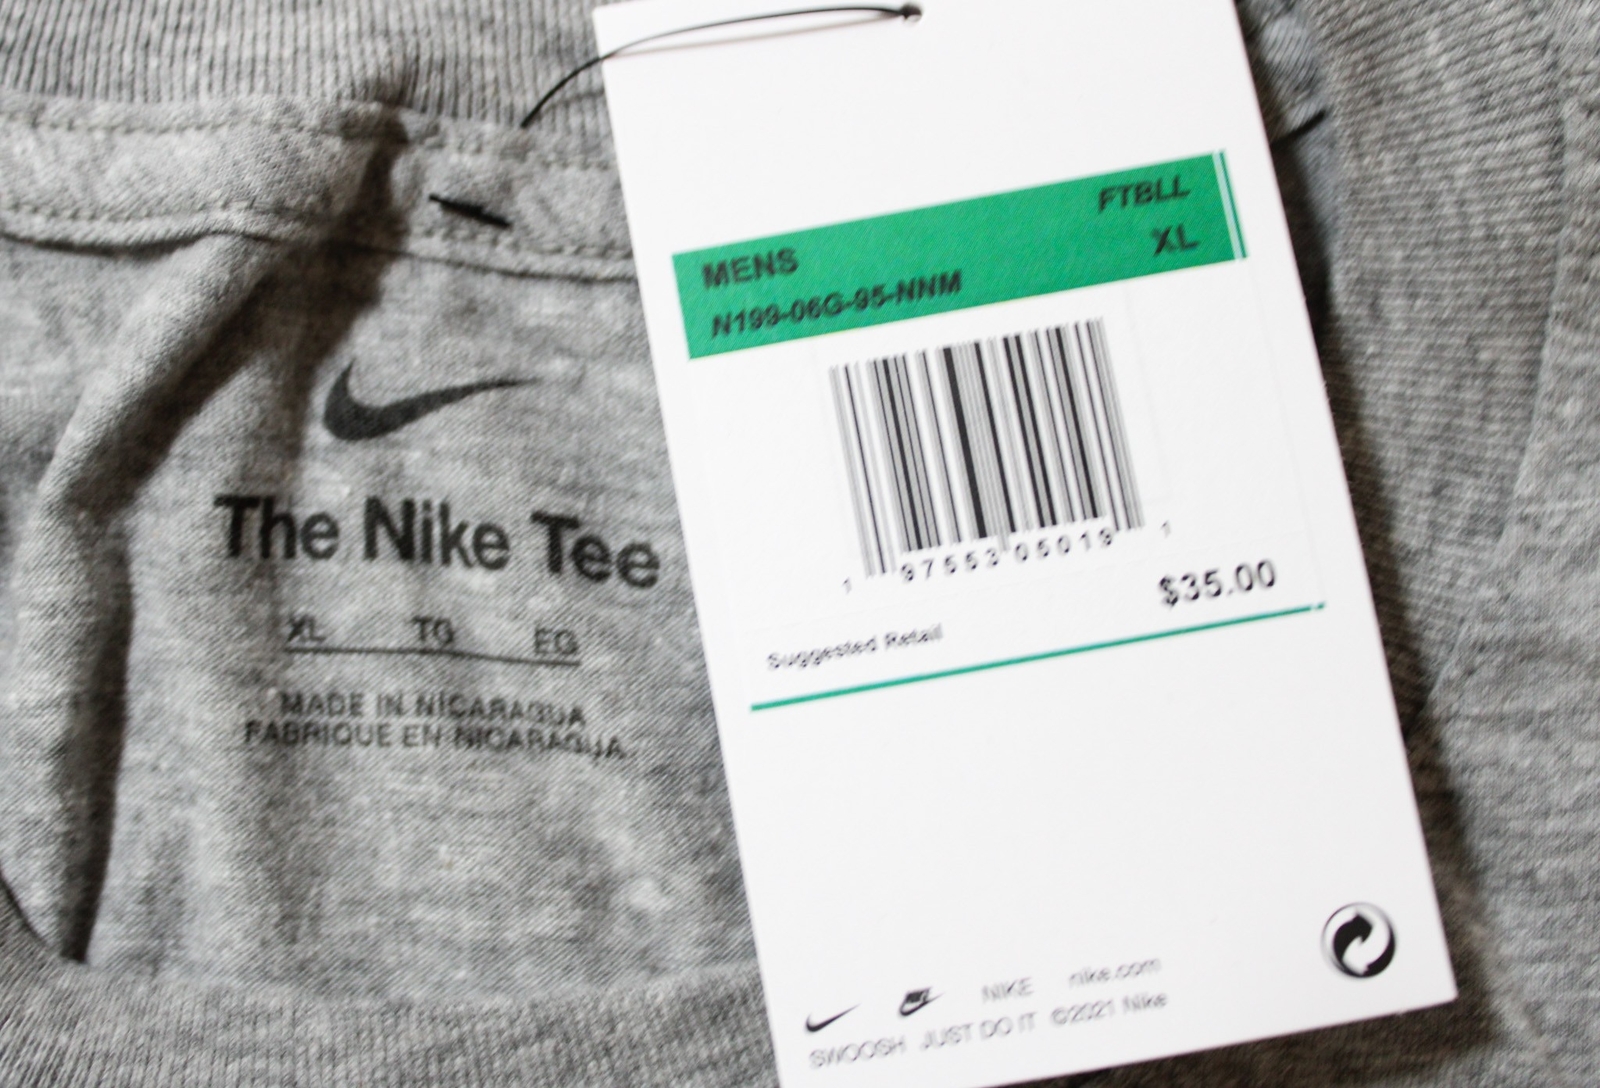 The Nike Tee
XL TG EG
MADE IN NICARAGUA
FABRIQUE EN NICARAGUA
MENS FTBLL
N199-06G-95-NNM XL
1 97553 05019 1
$35.00
Suggested Retail
NIKE nike.com
SWOOSH JUST DO IT ©2021 Nike